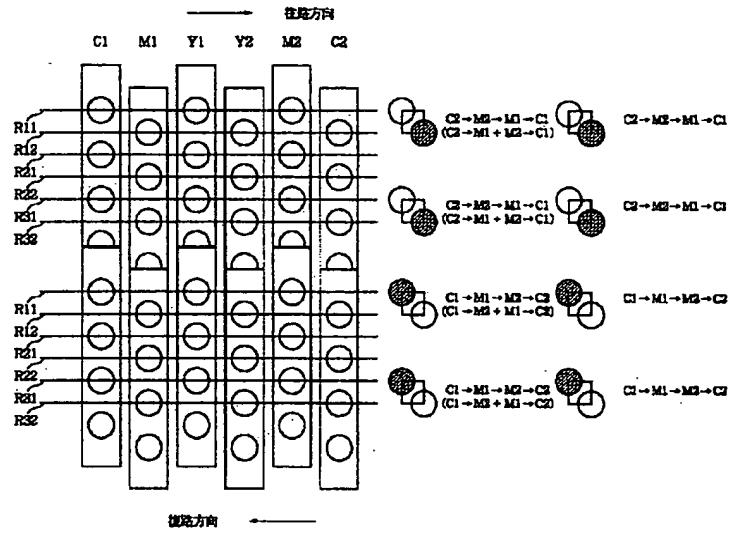 往路方向
C1 M1 Y1 Y2 M2 C2
R11
R12
R21
R22
R31
R32
C2→M2→M1→C1
(C2→M1+M2→C1)
C2→M2→M1→C1
C2→M2→M1→C1
(C2→M1+M2→C1)
C2→M2→M1→C1
R11
R12
R21
R22
R31
R32
C1→M1→M2→C2
(C1→M2+M1→C2)
C1→M1→M2→C2
C1→M1→M2→C2
(C1→M2+M1→C2)
C1→M1→M2→C2
復路方向